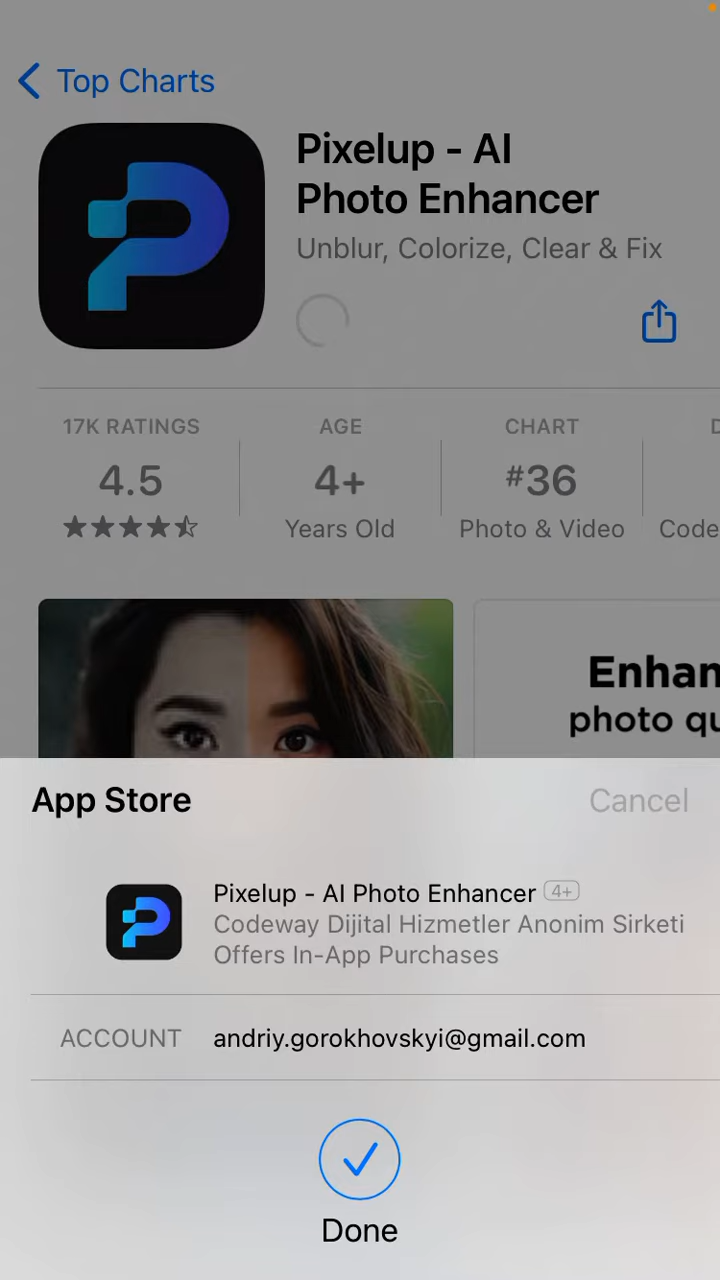 Top Charts
Pixelup - AI
Photo Enhancer
Unblur, Colorize, Clear & Fix
17K RATINGS
4.5
AGE
4+
Years Old
CHART
#36
Photo & Video
Code
Enhan
photo qu
App Store
Cancel
Pixelup - AI Photo Enhancer 4+
Codeway Dijital Hizmetler Anonim Sirketi
Offers In-App Purchases
ACCOUNT andriy.gorokhovskyi@gmail.com
Done